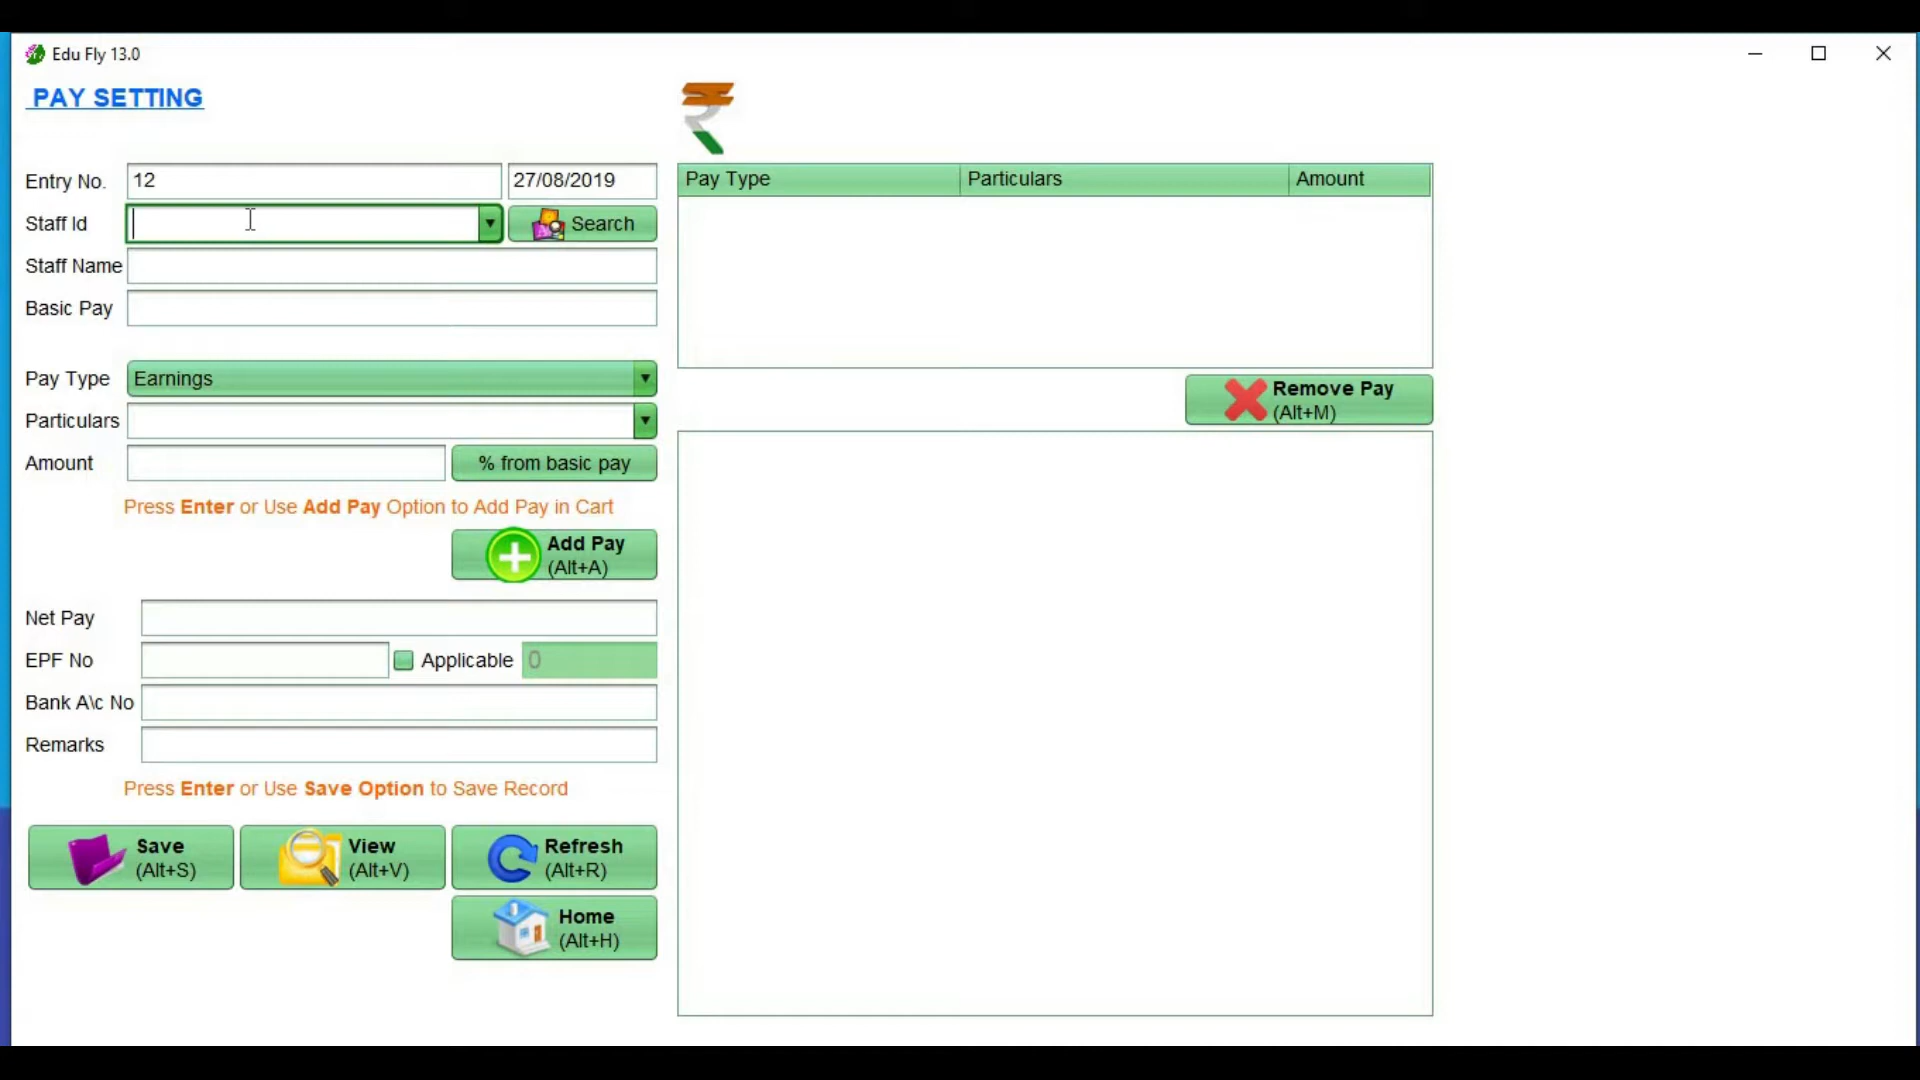 Edu Fly 13.0
PAY SETTING
Entry No. 12 27/08/2019
Staff Id Search
Staff Name
Basic Pay
Pay Type Earnings
Particulars
Amount % from basic pay
Press Enter or Use Add Pay Option to Add Pay in Cart
Add Pay
(Alt+A)
Net Pay
EPF No Applicable 0
Bank A\c No
Remarks
Press Enter or Use Save Option to Save Record
Save
(Alt+S)
View
(Alt+V)
Refresh
(Alt+R)
Home
(Alt+H)
Pay Type Particulars Amount
Remove Pay
(Alt+M)